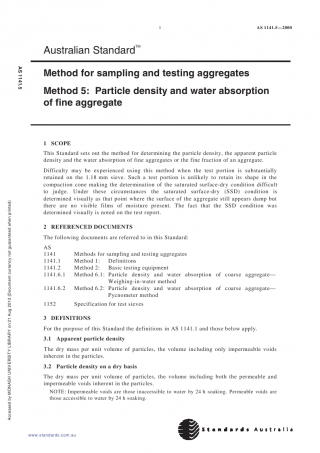 1
AS 1141.5—2000
AS 1141.5
Australian Standard™
Method for sampling and testing aggregates
Method 5: Particle density and water absorption
of fine aggregate
1 SCOPE
This Standard sets out the method for determining the particle density, the apparent particle
density and the water absorption of fine aggregates or the fine fraction of an aggregate.
Difficulty may be experienced using this method when the test portion is substantially
retained on the 1.18 mm sieve. Such a test portion is unlikely to retain its shape in the
compaction cone making the determination of the saturated surface-dry condition difficult
to judge. Under these circumstances the saturated surface-dry (SSD) condition is
determined visually as that point where the surface of the aggregate still appears damp but
there are no visible films of moisture present. The fact that the SSD condition was
determined visually is noted on the test report.
2 REFERENCED DOCUMENTS
The following documents are referred to in this Standard:
AS
1141 Methods for sampling and testing aggregates
1141.1 Method 1: Definitions
1141.2 Method 2: Basic testing equipment
1141.6.1 Method 6.1: Particle density and water absorption of coarse aggregate—
Weighing-in-water method
1141.6.2 Method 6.2: Particle density and water absorption of coarse aggregate—
Pycnometer method
1152 Specification for test sieves
3 DEFINITIONS
For the purpose of this Standard the definitions in AS 1141.1 and those below apply.
3.1 Apparent particle density
The dry mass per unit volume of particles, the volume including only impermeable voids
inherent in the particles.
3.2 Particle density on a dry basis
The dry mass per unit volume of particles, the volume including both the permeable and
impermeable voids inherent in the particles.
NOTE: Impermeable voids are those inaccessible to water by 24 h soaking. Permeable voids are
those accessible to water by 24 h soaking.
Accessed by MONASH UNIVERSITY LIBRARY on 21 Aug 2013 (Document currency not guaranteed when printed)
www.standards.com.au
Standards Australia